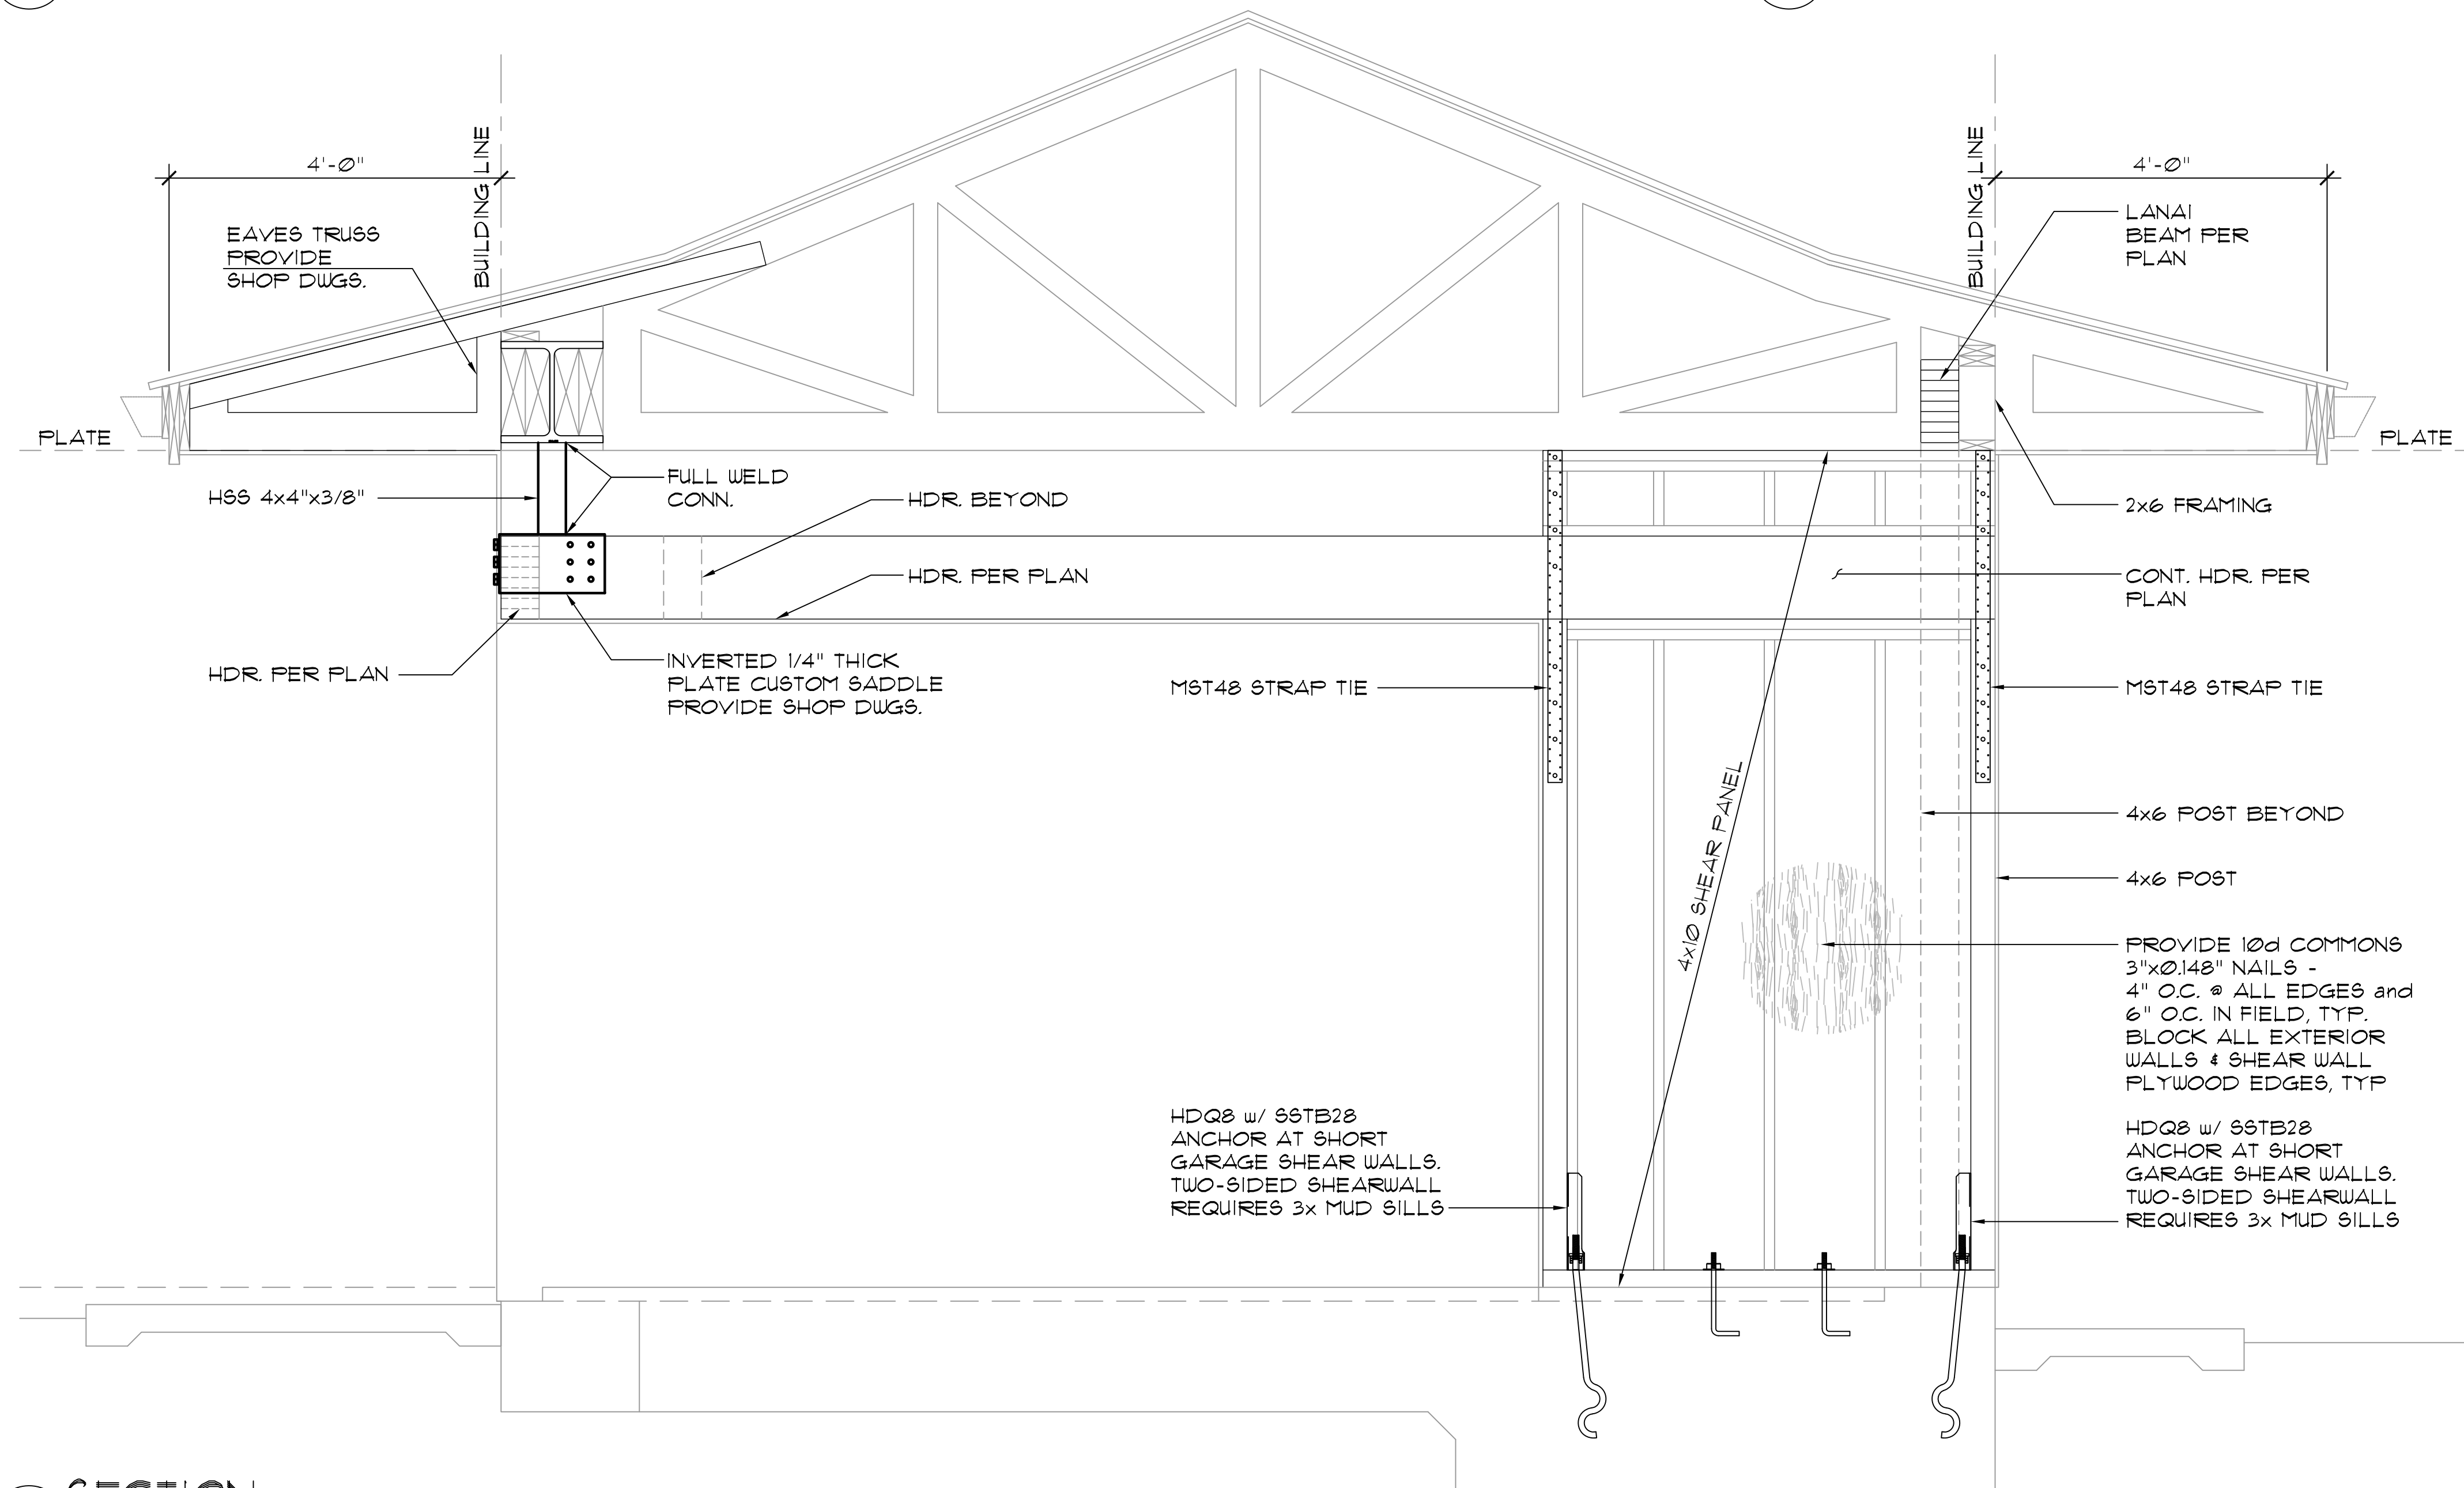 4'-0"
BUILDING LINE
BUILDING LINE
4'-0"
EAVES TRUSS
PROVIDE
SHOP DWGS.
LANAI
BEAM PER
PLAN
PLATE
PLATE
HSS 4x4"x3/8"
FULL WELD
CONN.
HDR. BEYOND
2x6 FRAMING
HDR. PER PLAN
CONT. HDR. PER
PLAN
HDR. PER PLAN
INVERTED 1/4" THICK
PLATE CUSTOM SADDLE
PROVIDE SHOP DWGS.
MST48 STRAP TIE
MST48 STRAP TIE
4x10 SHEAR PANEL
4x6 POST BEYOND
4x6 POST
PROVIDE 10d COMMONS
3"x0.148" NAILS -
4" O.C. @ ALL EDGES and
6" O.C. IN FIELD, TYP.
BLOCK ALL EXTERIOR
WALLS & SHEAR WALL
PLYWOOD EDGES, TYP
HDQ8 w/ SSTB28
ANCHOR AT SHORT
GARAGE SHEAR WALLS.
TWO-SIDED SHEARWALL
REQUIRES 3x MUD SILLS
HDQ8 w/ SSTB28
ANCHOR AT SHORT
GARAGE SHEAR WALLS.
TWO-SIDED SHEARWALL
REQUIRES 3x MUD SILLS
SECTION